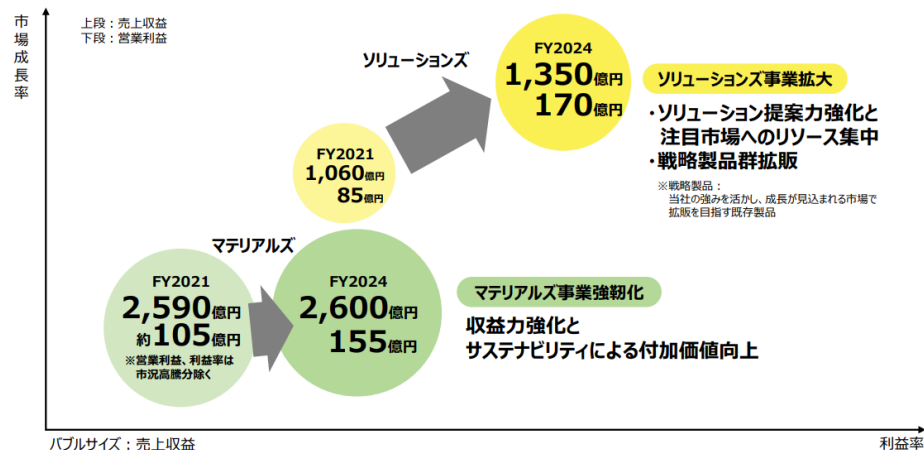 市場成長率
上段：売上収益
下段：営業利益
ソリューションズ
FY2024
1,350億円
170億円
ソリューションズ事業拡大
・ソリューション提案力強化と
注目市場へのリソース集中
・戦略製品群拡販
※戦略製品：
当社の強みを活かし、成長が見込まれる市場で
拡販を目指す既存製品
FY2021
1,060億円
85億円
マテリアルズ
FY2021
2,590億円
約105億円
※営業利益、利益率は
市況高騰分除く
FY2024
2,600億円
155億円
マテリアルズ事業強靭化
収益力強化と
サステナビリティによる付加価値向上
バブルサイズ：売上収益
利益率